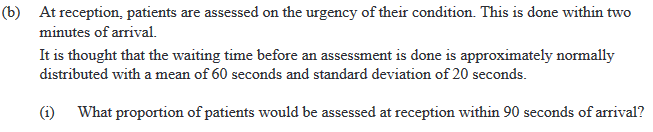 (b) At reception, patients are assessed on the urgency of their condition. This is done within two
minutes of arrival.
It is thought that the waiting time before an assessment is done is approximately normally
distributed with a mean of 60 seconds and standard deviation of 20 seconds.
(i) What proportion of patients would be assessed at reception within 90 seconds of arrival?